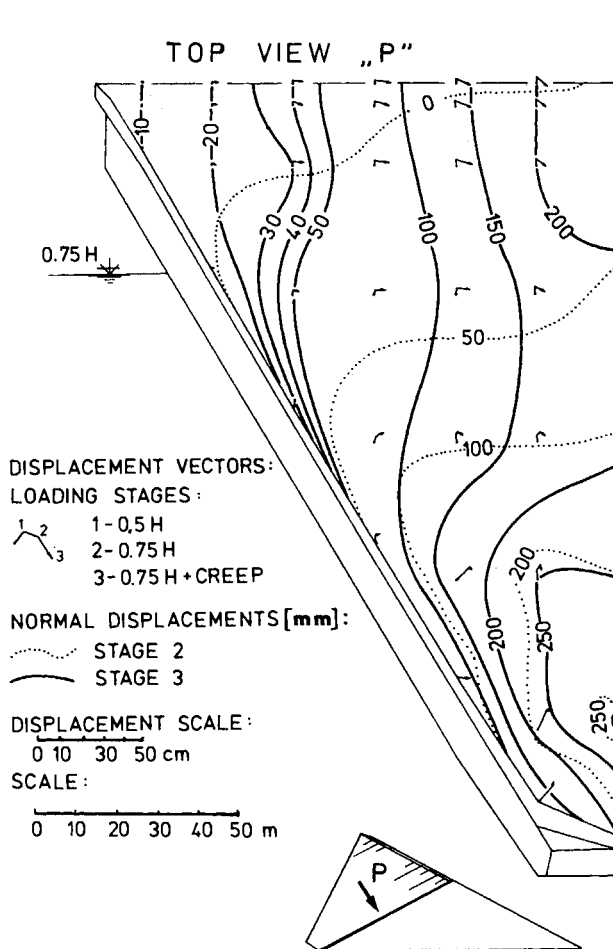 TOP VIEW „P”
-10
-20
0
30
40
50
100
150
200
0.75 H
50
100
DISPLACEMENT VECTORS:
LOADING STAGES:
1 2 3
1-0,5 H
2-0.75 H
3-0.75 H + CREEP
200
200
250
250
NORMAL DISPLACEMENTS [mm]:
STAGE 2
STAGE 3
DISPLACEMENT SCALE:
0 10 30 50 cm
SCALE:
0 10 20 30 40 50 m
P